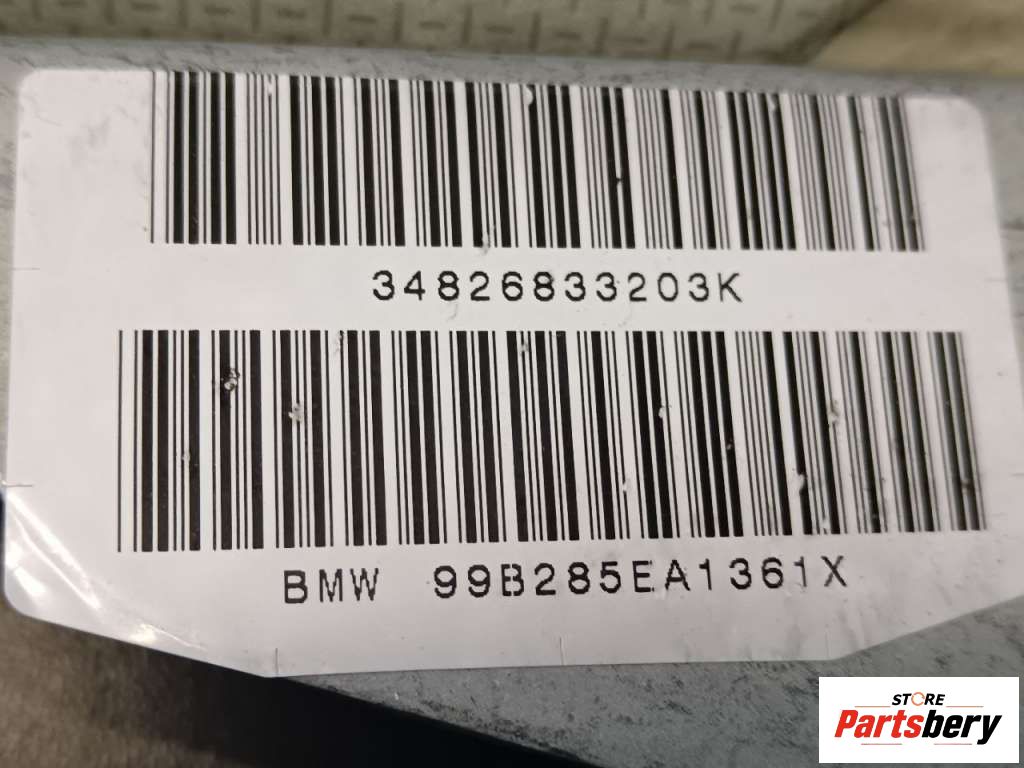 34826833203K
BMW 99B285EA1361X
STORE
Partsbery